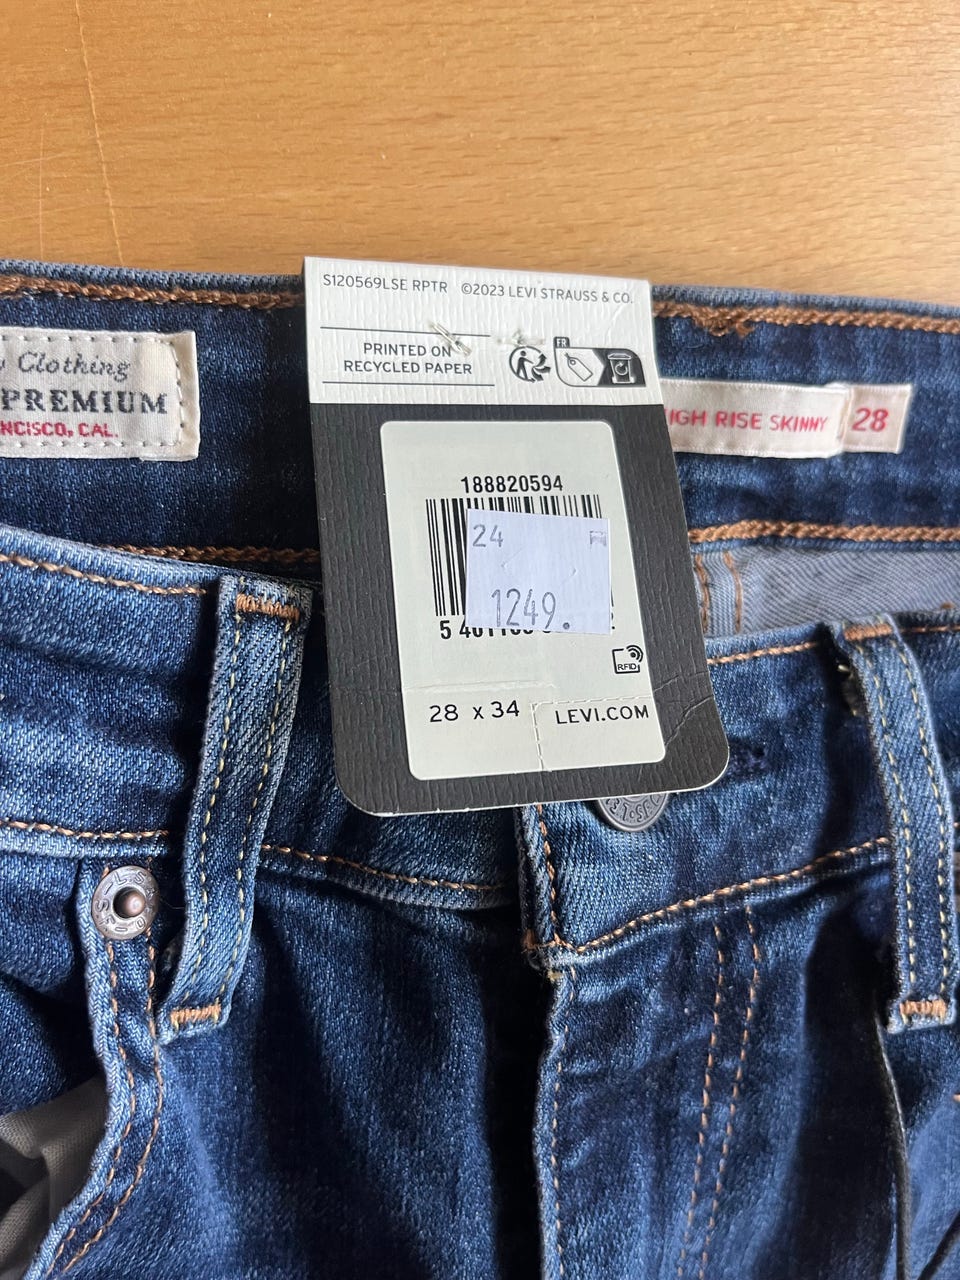 S120569LSE RPTR ©2023 LEVI STRAUSS & CO.
PRINTED ON
RECYCLED PAPER
FR
Clothing
PREMIUM
NCISCO, CAL.
IGH RISE SKINNY 28
188820594
24
1249.
RFID
28 x 34
LEVI.COM